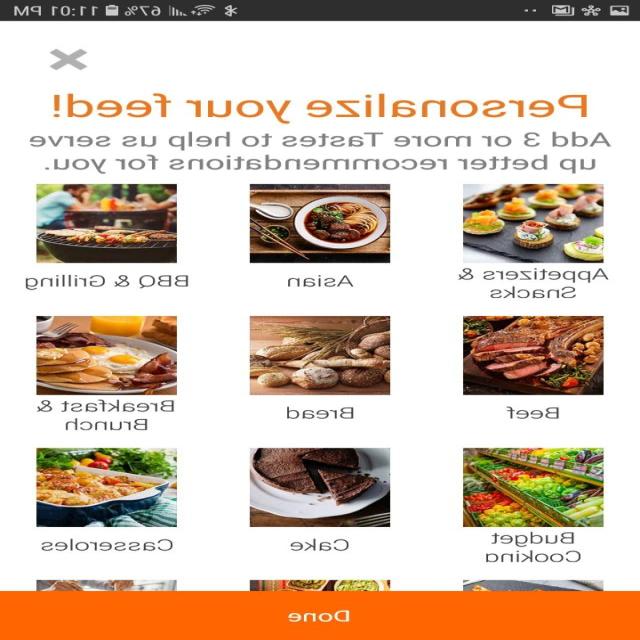 67% 11:01 PM
Personalize your feed!
Add 3 or more Tastes to help us serve
up better recommendations for you.
Appetizers &
Snacks
Asian
BBQ & Grilling
Beef
Bread
Breakfast &
Brunch
Budget
Cooking
Cake
Casseroles
Done